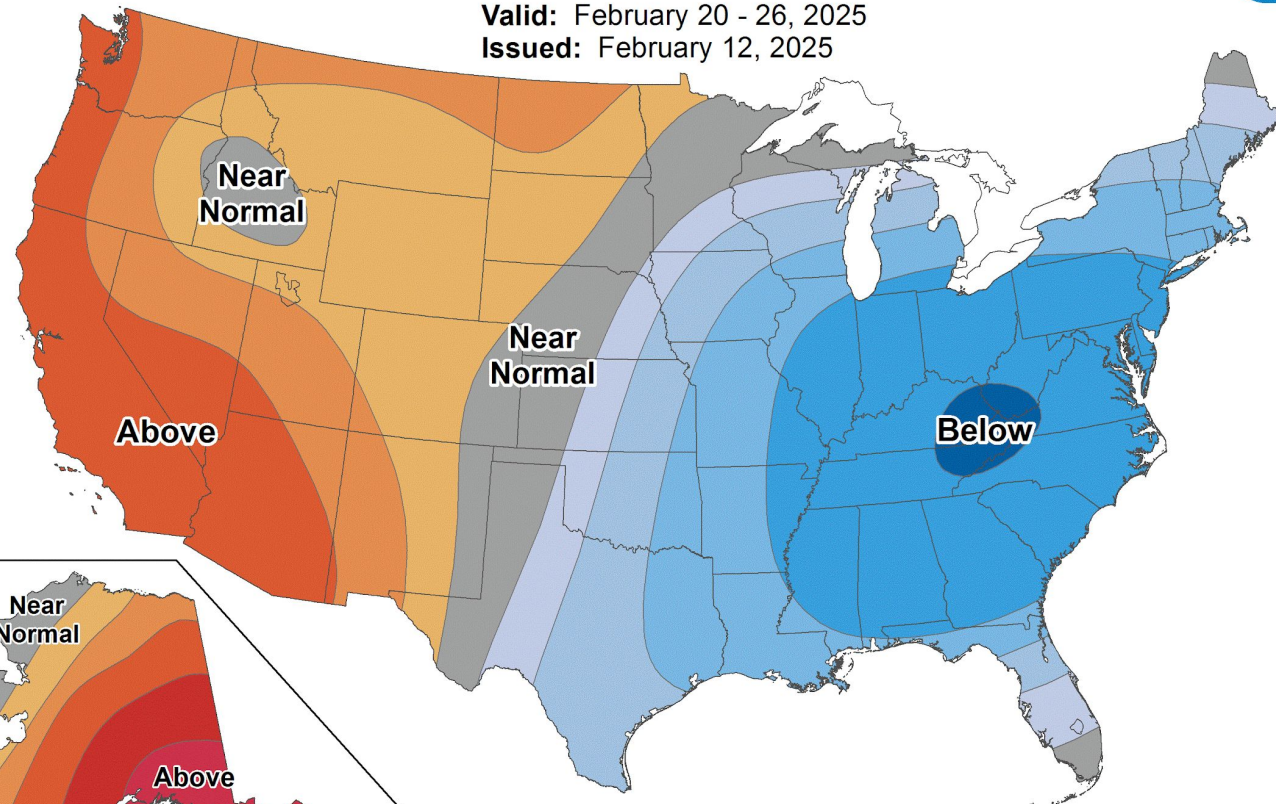 Valid: February 20 - 26, 2025
Issued: February 12, 2025
Near
Normal
Near
Normal
Above
Below
Near
Normal
Above